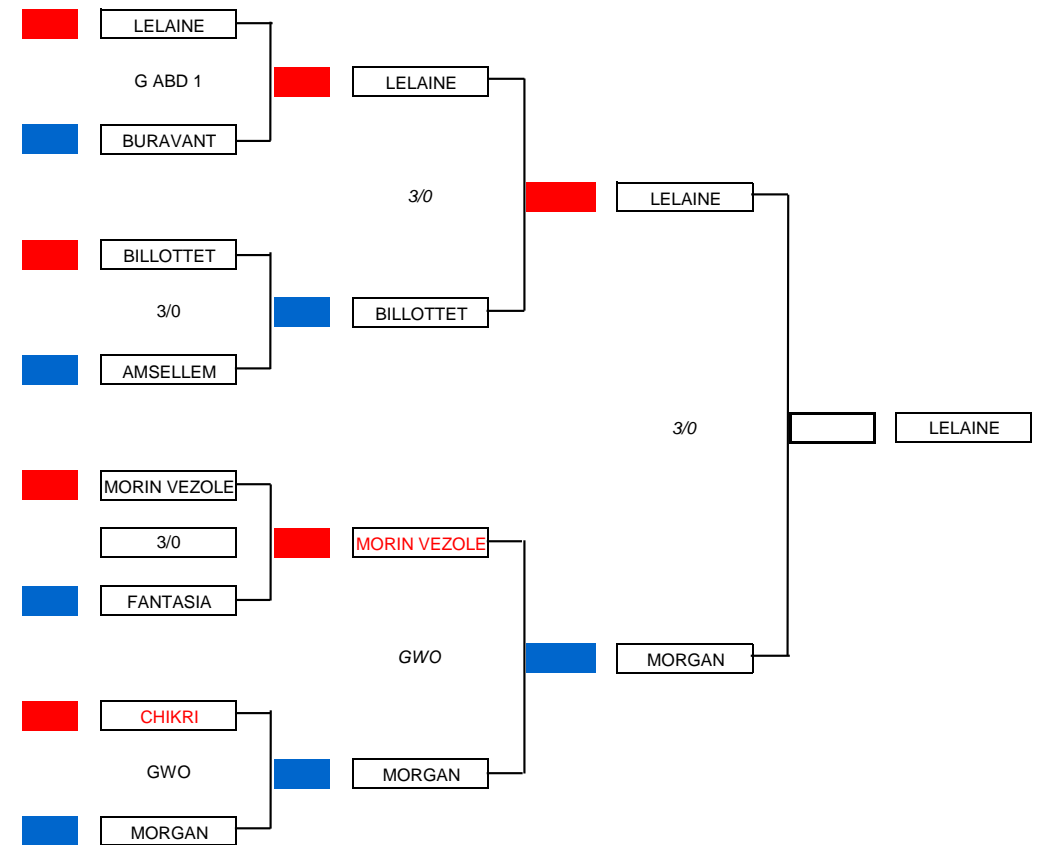 LELAINE
G ABD 1
LELAINE
BURAVANT
3/0
LELAINE
BILLOTTET
3/0
BILLOTTET
AMSELLEM
3/0
LELAINE
MORIN VEZOLE
3/0
MORIN VEZOLE
FANTASIA
GWO
MORGAN
CHIKRI
GWO
MORGAN
MORGAN